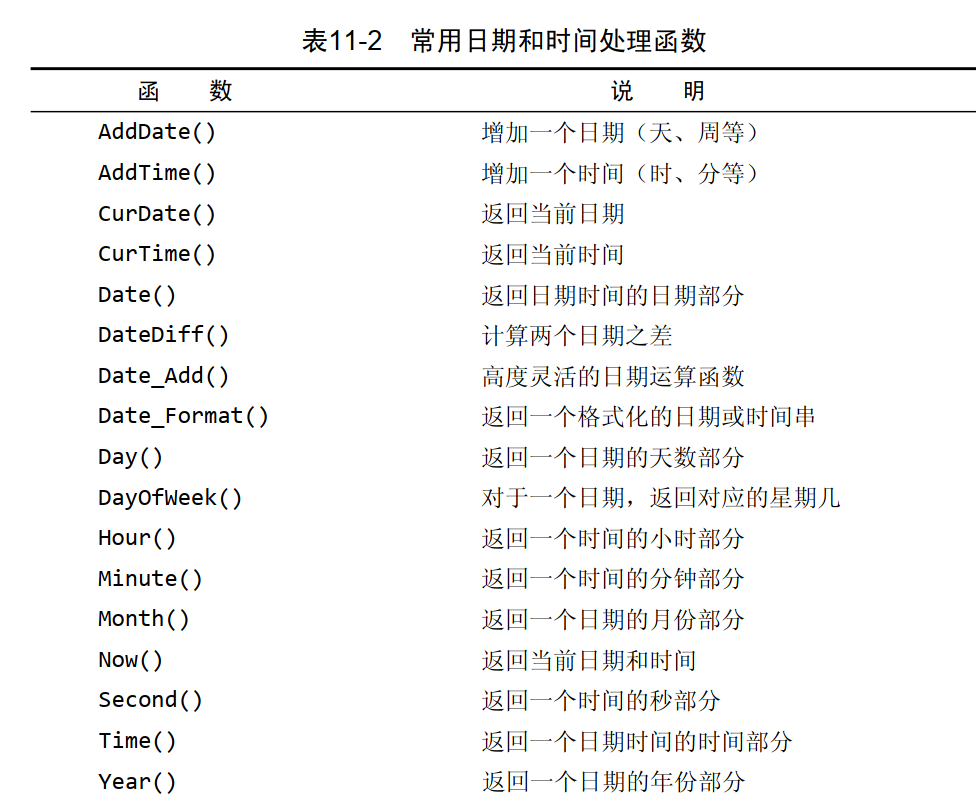 表11-2 常用日期和时间处理函数
函 数 说 明
AddDate() 增加一个日期（天、周等）
AddTime() 增加一个时间（时、分等）
CurDate() 返回当前日期
CurTime() 返回当前时间
Date() 返回日期时间的日期部分
DateDiff() 计算两个日期之差
Date_Add() 高度灵活的日期运算函数
Date_Format() 返回一个格式化的日期或时间串
Day() 返回一个日期的天数部分
DayOfWeek() 对于一个日期，返回对应的星期几
Hour() 返回一个时间的小时部分
Minute() 返回一个时间的分钟部分
Month() 返回一个日期的月份部分
Now() 返回当前日期和时间
Second() 返回一个时间的秒部分
Time() 返回一个日期时间的时间部分
Year() 返回一个日期的年份部分